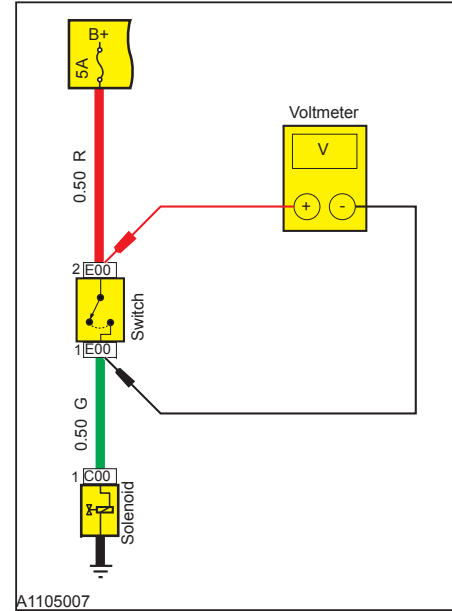 B+
5A
Voltmeter
V
+ -
0.50 R
2 E00
Switch
1 E00
0.50 G
1 C00
Solenoid
A1105007